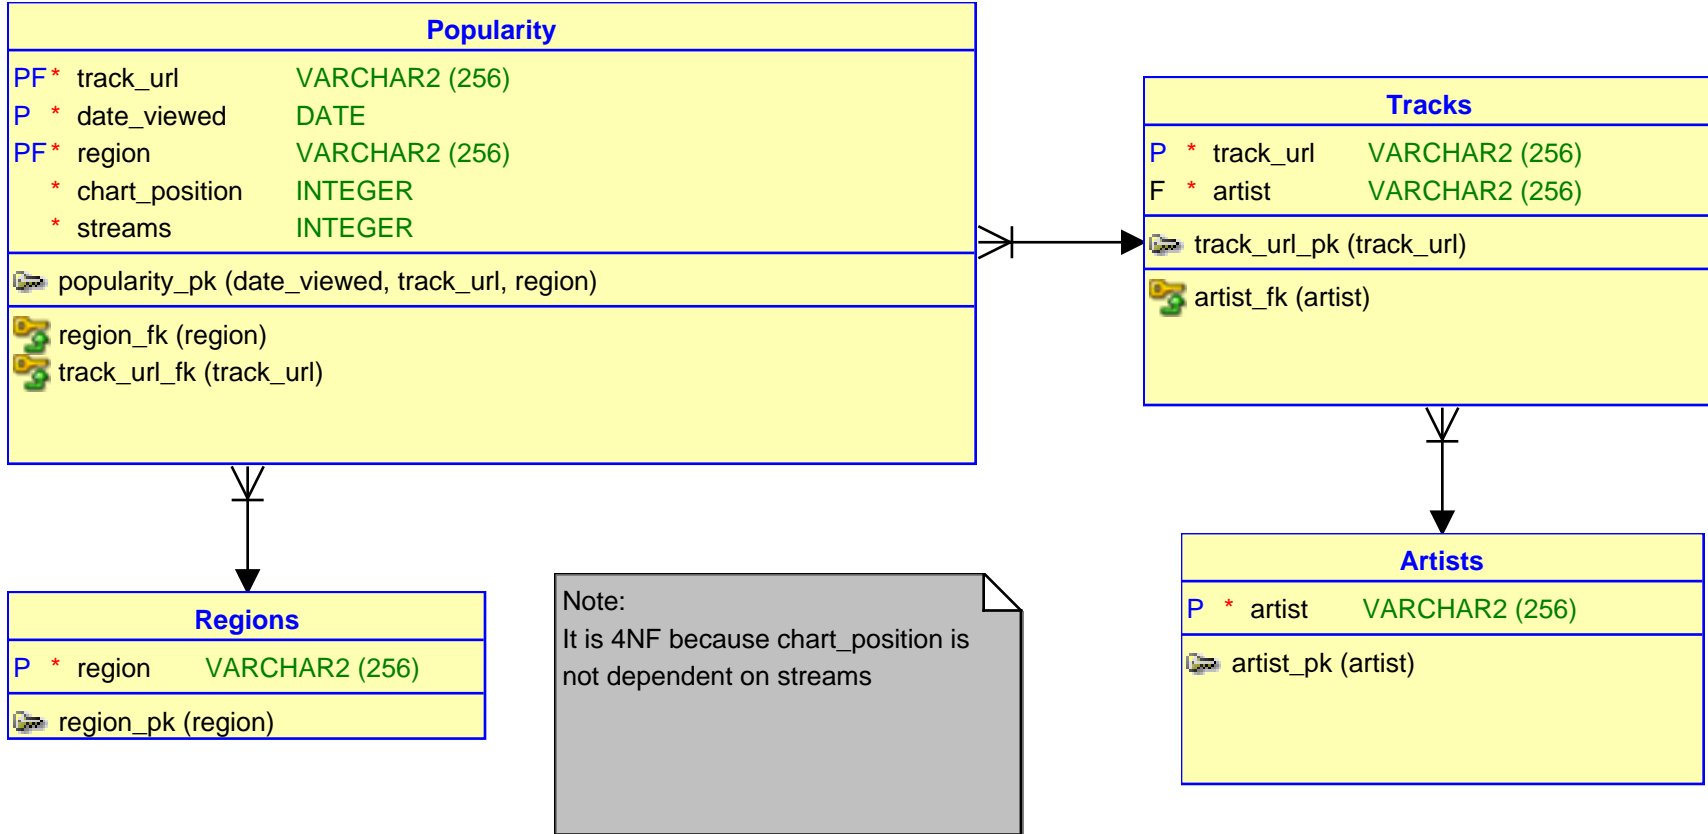 Popularity
PF * track_url VARCHAR2 (256)
P * date_viewed DATE
PF * region VARCHAR2 (256)
* chart_position INTEGER
* streams INTEGER
popularity_pk (date_viewed, track_url, region)
region_fk (region)
track_url_fk (track_url)
Tracks
P * track_url VARCHAR2 (256)
F * artist VARCHAR2 (256)
track_url_pk (track_url)
artist_fk (artist)
Regions
P * region VARCHAR2 (256)
region_pk (region)
Note:
It is 4NF because chart_position is
not dependent on streams
Artists
P * artist VARCHAR2 (256)
artist_pk (artist)